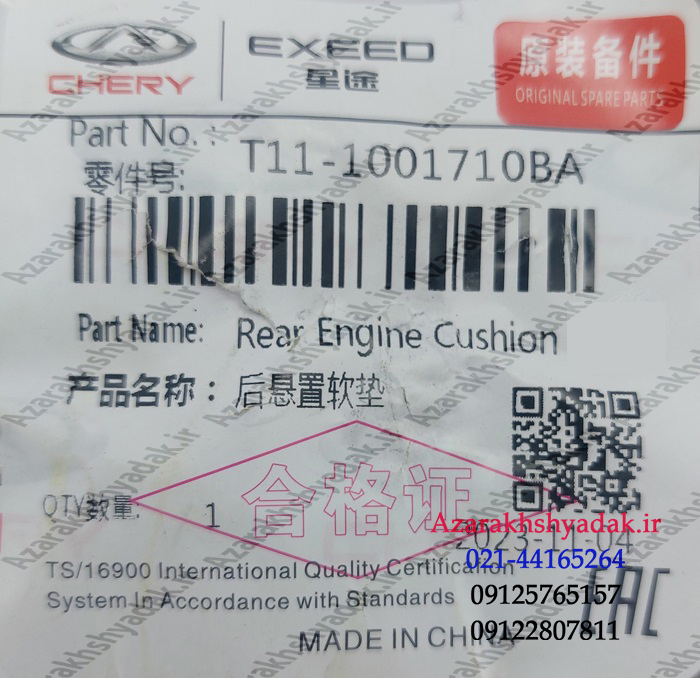 CHERY
EXEED
星途
原装备件
ORIGINAL SPARE PARTS
Part No.: T11-1001710BA
零件号:
Part Name: Rear Engine Cushion
产品名称: 后悬置软垫
合格证
QTY数量: 1
Azarakhshyadak.ir
2023-11-04
021-44165264
TS/16900 International Quality Certification
System In Accordance with Standards
09125765157
EAC
09122807811
MADE IN CHINA